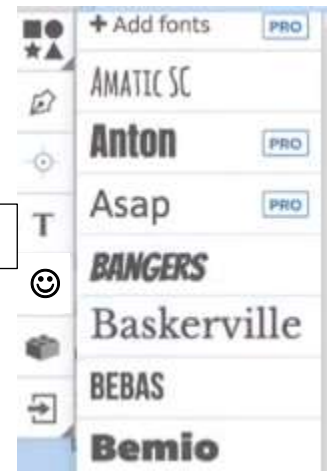 + Add fonts PRO
AMATIC SC
Anton PRO
Asap PRO
T
BANGERS
Baskerville
BEBAS
Bemio